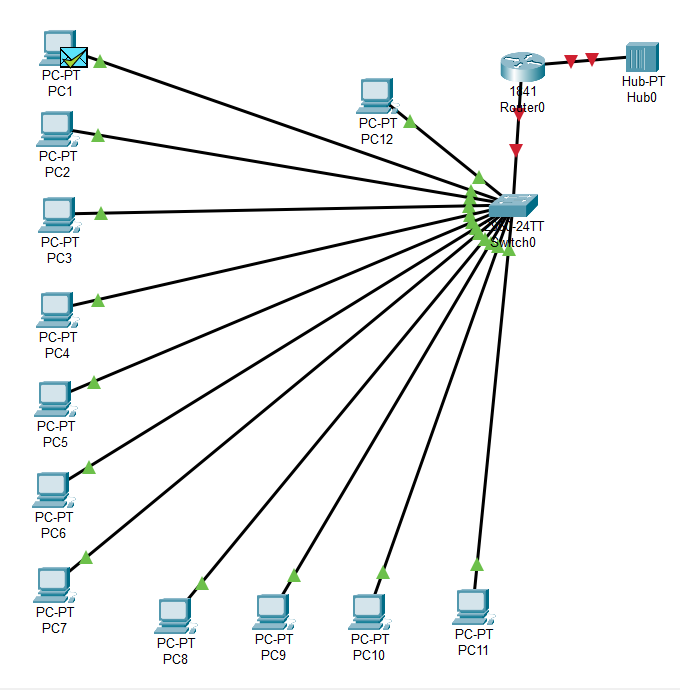 PC-PT
PC1
PC-PT
PC2
PC-PT
PC3
PC-PT
PC4
PC-PT
PC5
PC-PT
PC6
PC-PT
PC7
PC-PT
PC8
PC-PT
PC9
PC-PT
PC10
PC-PT
PC11
PC-PT
PC12
1841
Router0
Hub-PT
Hub0
Switch0